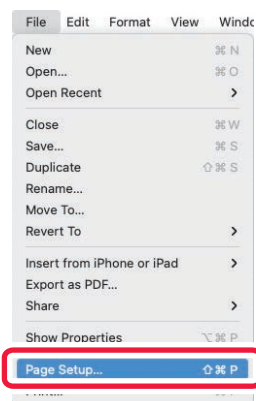 File Edit Format View
New ⌘ N
Open... ⌘ O
Open Recent >
Close ⌘ W
Save... ⌘ S
Duplicate ⇧ ⌘ S
Rename...
Move To...
Revert To >
Insert from iPhone or iPad >
Export as PDF...
Share >
Show Properties ⌥ ⌘ P
Page Setup... ⇧ ⌘ P